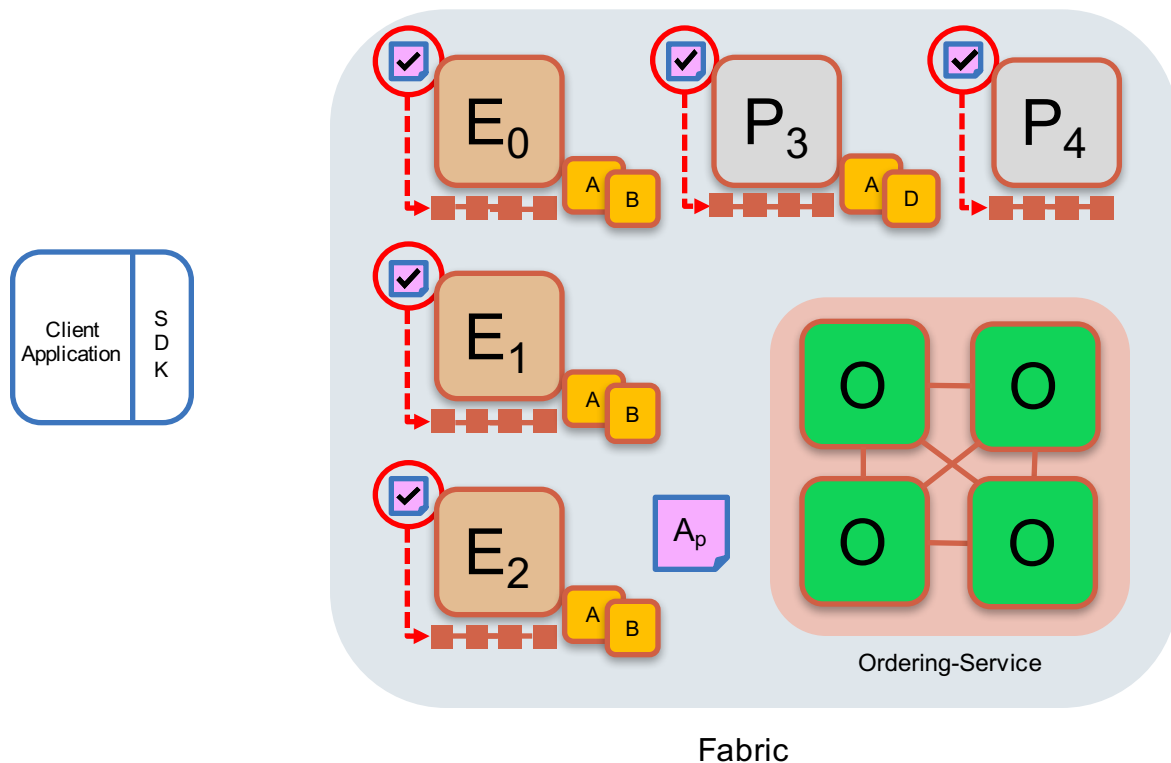 E0
A
B
P3
A
D
P4
Client
Application
S
D
K
E1
A
B
O
O
E2
A
B
Ap
O
O
Ordering-Service
Fabric